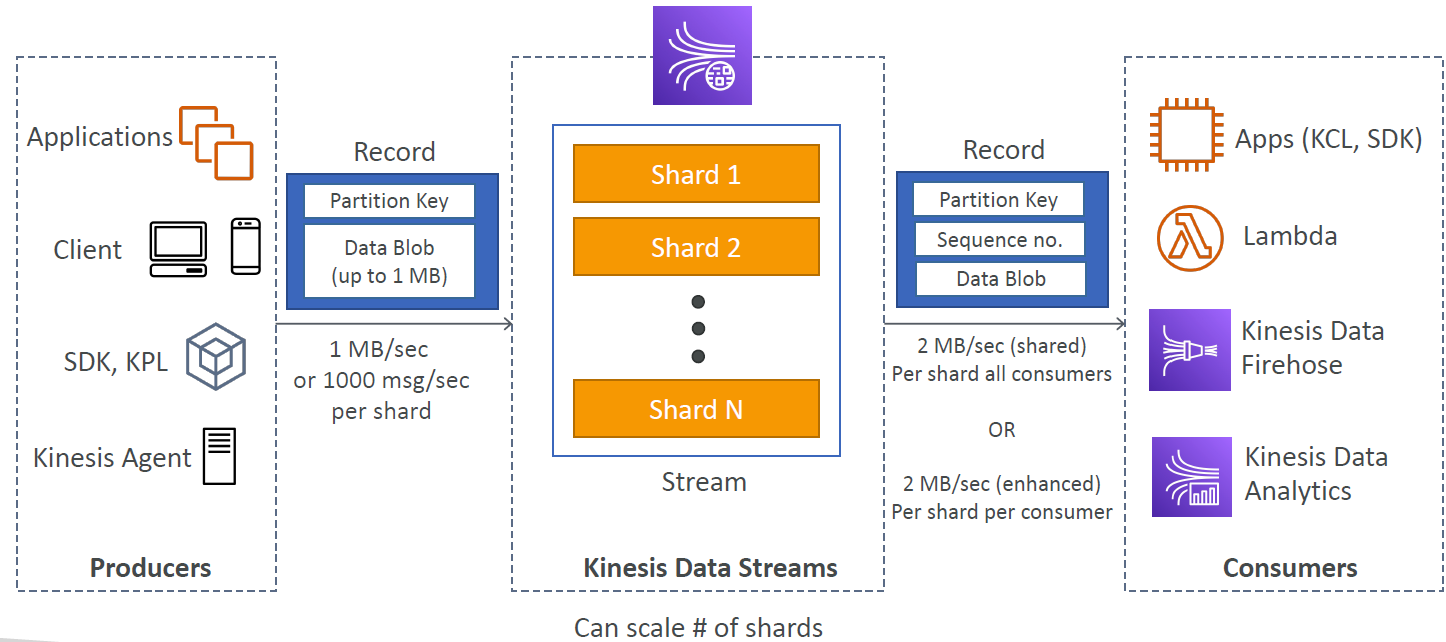 Applications
Client
SDK, KPL
Kinesis Agent
Producers
Record
Partition Key
Data Blob
(up to 1 MB)
1 MB/sec
or 1000 msg/sec
per shard
Shard 1
Shard 2
Shard N
Stream
Kinesis Data Streams
Can scale # of shards
Record
Partition Key
Sequence no.
Data Blob
2 MB/sec (shared)
Per shard all consumers
OR
2 MB/sec (enhanced)
Per shard per consumer
Apps (KCL, SDK)
Lambda
Kinesis Data
Firehose
Kinesis Data
Analytics
Consumers